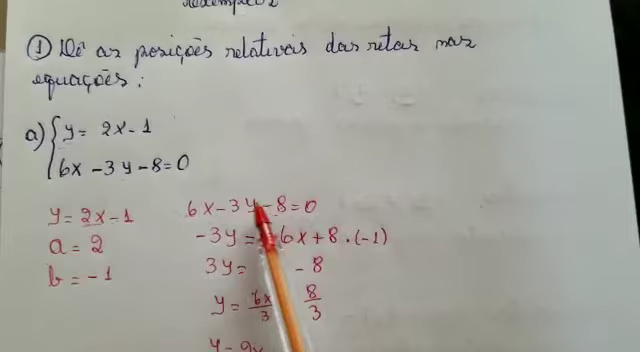 ① Dê as posições relativas das retas nas
equações:
a) { y = 2x - 1
6x - 3y - 8 = 0
y = 2x - 1
a = 2
b = -1
6x - 3y - 8 = 0
-3y = 6x + 8 · (-1)
3y = - 8
y = 6x/3 8/3